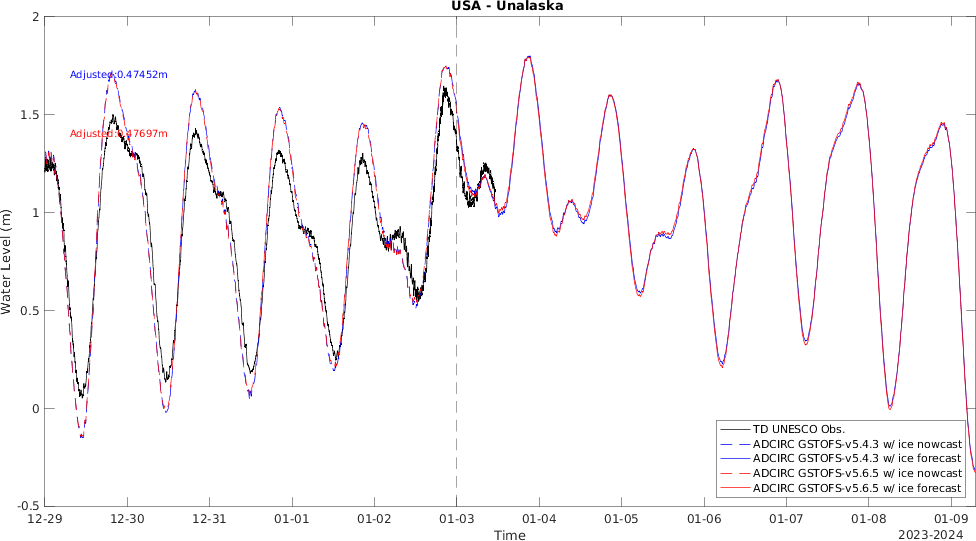 USA - Unalaska
2
1.5
1
0.5
0
-0.5
Water Level (m)
Adjusted:0.47452m
Adjusted:0.47697m
TD UNESCO Obs.
ADCIRC GSTOFS-v5.4.3 w/ ice nowcast
ADCIRC GSTOFS-v5.4.3 w/ ice forecast
ADCIRC GSTOFS-v5.6.5 w/ ice nowcast
ADCIRC GSTOFS-v5.6.5 w/ ice forecast
12-29 12-30 12-31 01-01 01-02 01-03 01-04 01-05 01-06 01-07 01-08 01-09
Time
2023-2024